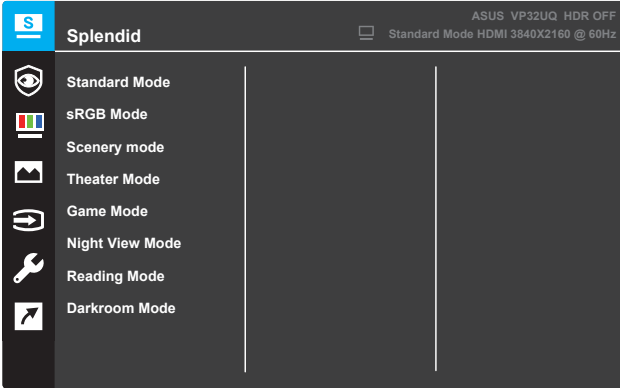 S
ASUS VP32UQ HDR OFF
Splendid
Standard Mode HDMI 3840X2160 @ 60Hz
Standard Mode
sRGB Mode
Scenery mode
Theater Mode
Game Mode
Night View Mode
Reading Mode
Darkroom Mode